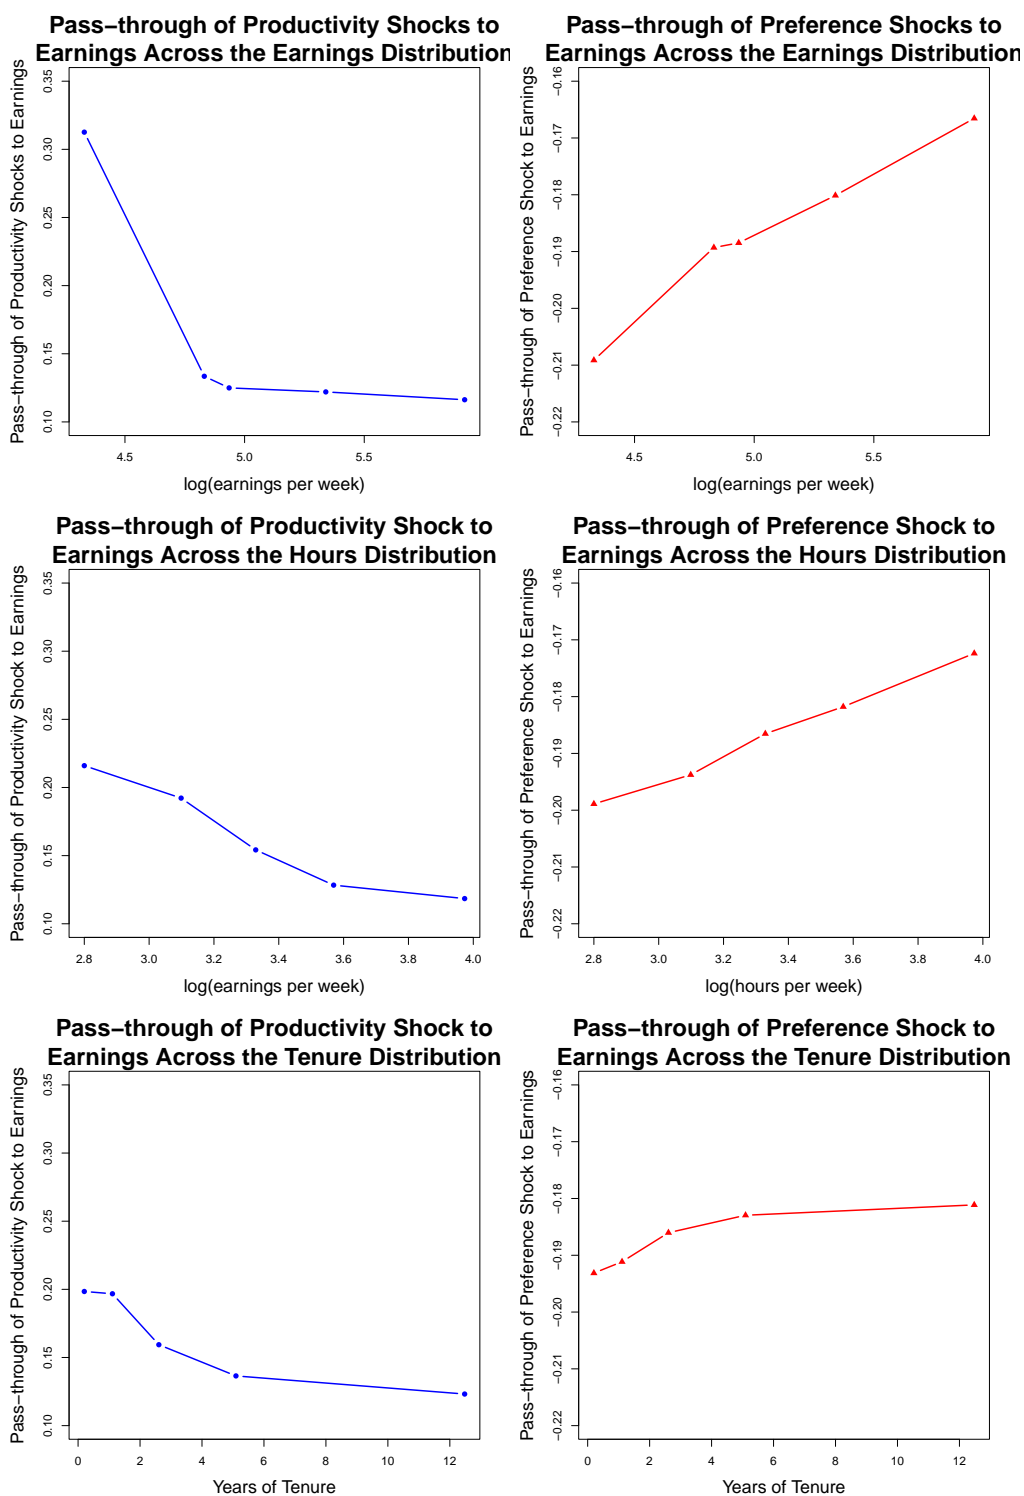 Pass−through of Productivity Shocks to
Earnings Across the Earnings Distribution
Pass−through of Productivity Shocks to Earnings
0.35
0.30
0.25
0.20
0.15
0.10
4.5 5.0 5.5
log(earnings per week)
Pass−through of Preference Shocks to
Earnings Across the Earnings Distribution
Pass−through of Preference Shock to Earnings
−0.16
−0.17
−0.18
−0.19
−0.20
−0.21
−0.22
4.5 5.0 5.5
log(earnings per week)
Pass−through of Productivity Shock to
Earnings Across the Hours Distribution
Pass−through of Productivity Shock to Earnings
0.35
0.30
0.25
0.20
0.15
0.10
2.8 3.0 3.2 3.4 3.6 3.8 4.0
log(earnings per week)
Pass−through of Preference Shock to
Earnings Across the Hours Distribution
Pass−through of Preference Shock to Earnings
−0.16
−0.17
−0.18
−0.19
−0.20
−0.21
−0.22
2.8 3.0 3.2 3.4 3.6 3.8 4.0
log(hours per week)
Pass−through of Productivity Shock to
Earnings Across the Tenure Distribution
Pass−through of Productivity Shock to Earnings
0.35
0.30
0.25
0.20
0.15
0.10
0 2 4 6 8 10 12
Years of Tenure
Pass−through of Preference Shock to
Earnings Across the Tenure Distribution
Pass−through of Preference Shock to Earnings
−0.16
−0.17
−0.18
−0.19
−0.20
−0.21
−0.22
0 2 4 6 8 10 12
Years of Tenure